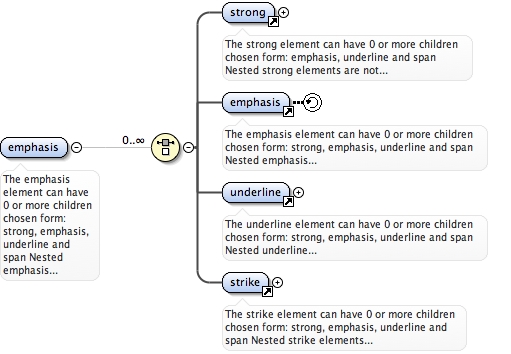 strong
The strong element can have 0 or more children
chosen form: emphasis, underline and span
Nested strong elements are not...
emphasis
The emphasis element can have 0 or more children
chosen form: strong, emphasis, underline and span
Nested emphasis...
0..∞
emphasis
The emphasis
element can have
0 or more children
chosen form:
strong, emphasis,
underline and
span Nested
emphasis...
underline
The underline element can have 0 or more children
chosen form: strong, emphasis, underline and span
Nested underline...
strike
The strike element can have 0 or more children
chosen form: strong, emphasis, underline and
span Nested strike elements...